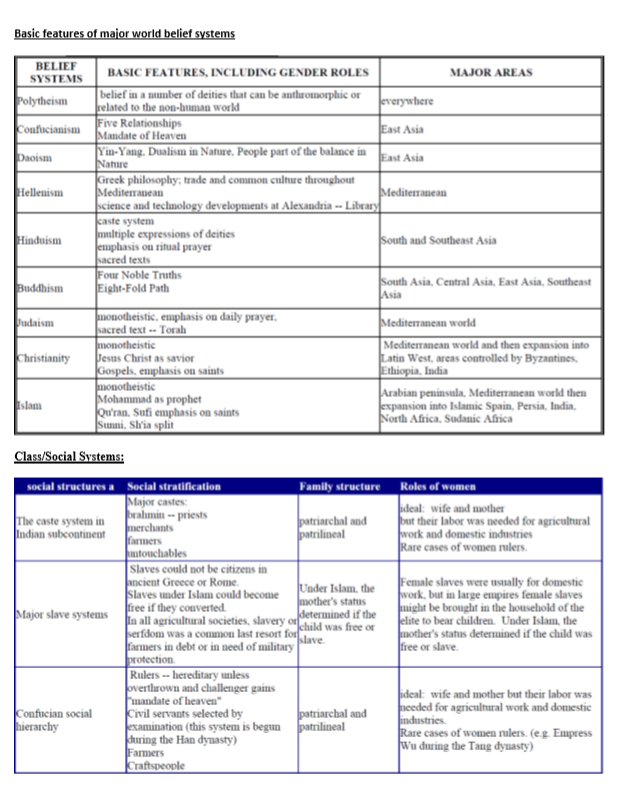 Basic features of major world belief systems
BELIEF SYSTEMS
BASIC FEATURES, INCLUDING GENDER ROLES
MAJOR AREAS
Polytheism
belief in a number of deities that can be anthromorphic or
related to the non-human world
everywhere
Confucianism
Five Relationships
Mandate of Heaven
East Asia
Daoism
Yin-Yang, Dualism in Nature, People part of the balance in
Nature
East Asia
Hellenism
Greek philosophy; trade and common culture throughout
Mediterranean
science and technology developments at Alexandria -- Library
Mediterranean
Hinduism
caste system
multiple expressions of deities
emphasis on ritual prayer
sacred texts
South and Southeast Asia
Buddhism
Four Noble Truths
Eight-Fold Path
South Asia, Central Asia, East Asia, Southeast
Asia
Judaism
monotheistic, emphasis on daily prayer,
sacred text -- Torah
Mediterranean world
Christianity
monotheistic
Jesus Christ as savior
Gospels, emphasis on saints
Mediterranean world and then expansion into
Latin West, areas controlled by Byzantines,
Ethiopia, India
Islam
monotheistic
Mohammad as prophet
Qu'ran, Sufi emphasis on saints
Sunni, Sh'ia split
Arabian peninsula, Mediterranean world then
expansion into Islamic Spain, Persia, India,
North Africa, Sudanic Africa
Class/Social Systems:
social structures a
Social stratification
Family structure
Roles of women
The caste system in
Indian subcontinent
Major castes:
brahmin -- priests
merchants
farmers
untouchables
patriarchal and
patrilineal
ideal: wife and mother
but their labor was needed for agricultural
work and domestic industries
Rare cases of women rulers.
Major slave systems
Slaves could not be citizens in
ancient Greece or Rome.
Slaves under Islam could become
free if they converted.
In all agricultural societies, slavery or
serfdom was a common last resort for
farmers in debt or in need of military
protection.
Under Islam, the
mother's status
determined if the
child was free or
slave.
Female slaves were usually for domestic
work, but in large empires female slaves
might be brought in the household of the
elite to bear children. Under Islam, the
mother's status determined if the child was
free or slave.
Confucian social
hierarchy
Rulers -- hereditary unless
overthrown and challenger gains
"mandate of heaven"
Civil servants selected by
examination (this system is begun
during the Han dynasty)
Farmers
Craftspeople
patriarchal and
patrilineal
ideal: wife and mother but their labor was
needed for agricultural work and domestic
industries.
Rare cases of women rulers. (e.g. Empress
Wu during the Tang dynasty)